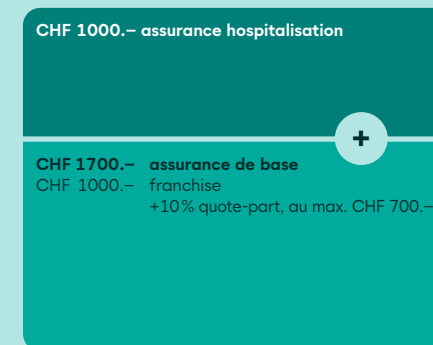 CHF 1000.– assurance hospitalisation
+
CHF 1700.– assurance de base
CHF 1000.– franchise
+10% quote-part, au max. CHF 700.–